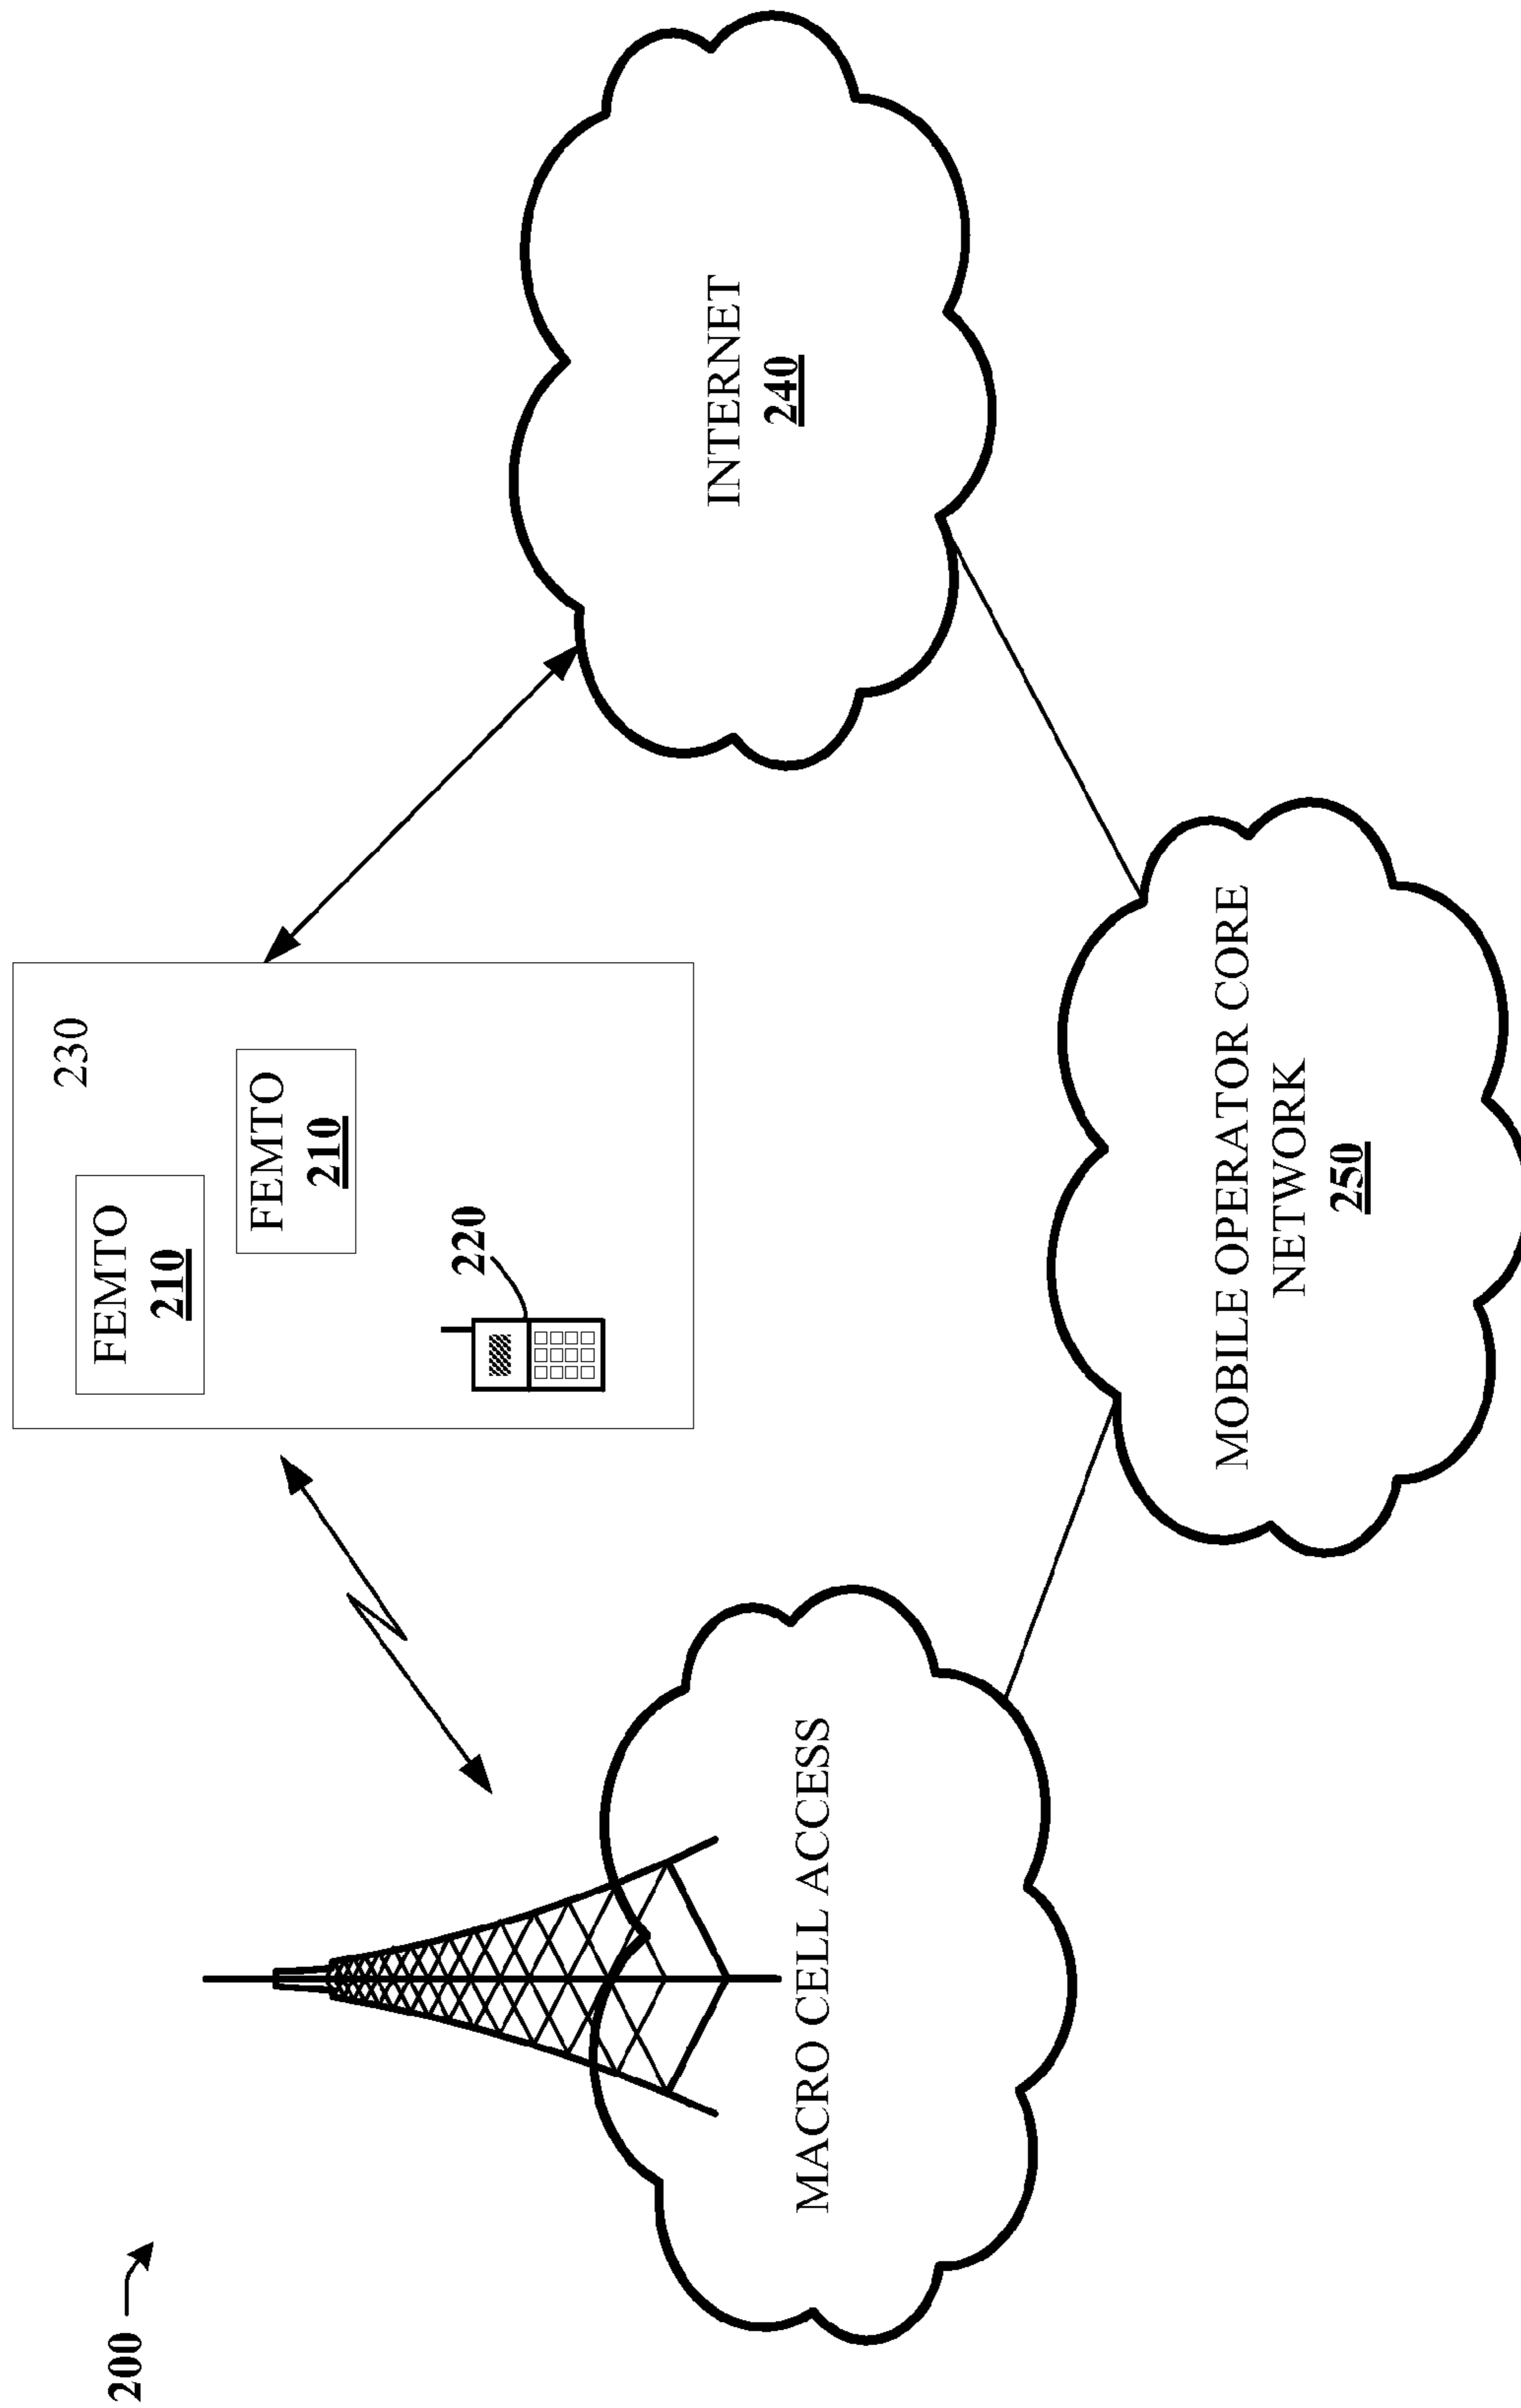 200
FEMTO
210
230
FEMTO
210
220
INTERNET
240
MACRO CELL ACCESS
MOBILE OPERATOR CORE
NETWORK
250